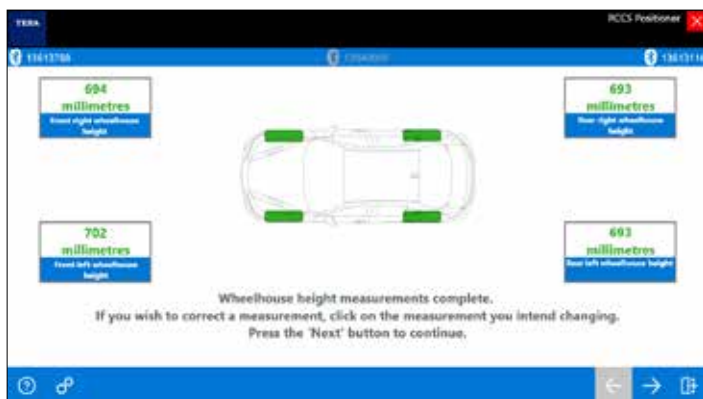 TEXA
RCCS Positioner
694
millimetres
Front right wheelhouse
height
693
millimetres
Rear right wheelhouse
height
702
millimetres
Front left wheelhouse
height
693
millimetres
Rear left wheelhouse height
Wheelhouse height measurements complete.
If you wish to correct a measurement, click on the measurement you intend changing.
Press the 'Next' button to continue.